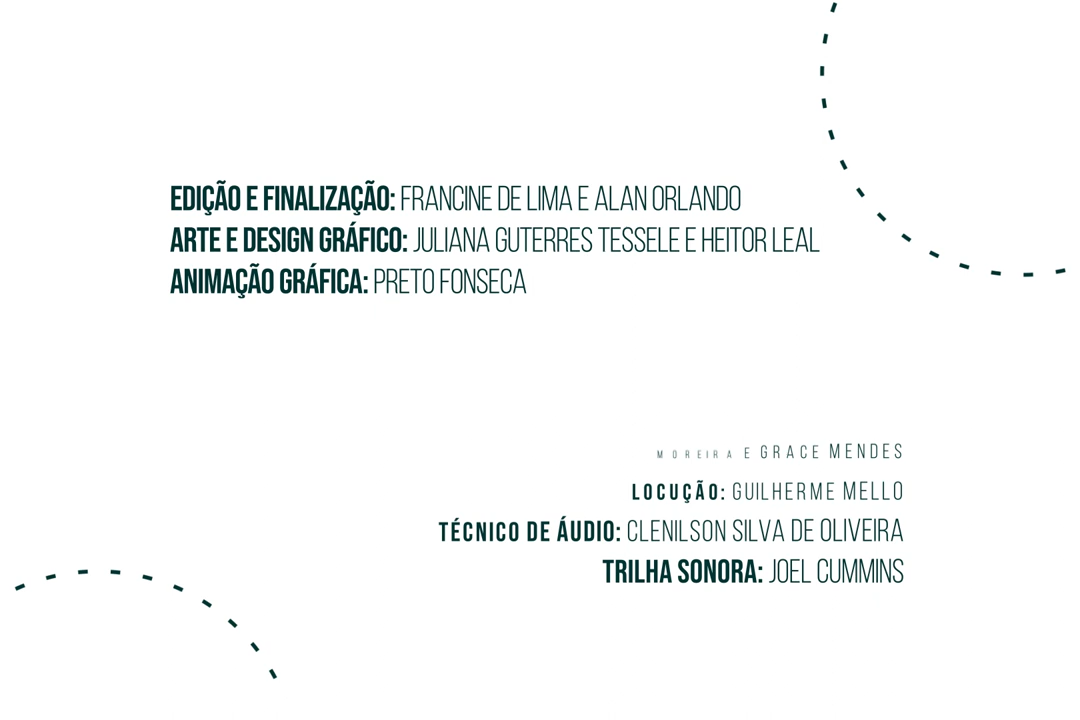 EDIÇÃO E FINALIZAÇÃO: FRANCINE DE LIMA E ALAN ORLANDO
ARTE E DESIGN GRÁFICO: JULIANA GUTERRES TESSELE E HEITOR LEAL
ANIMAÇÃO GRÁFICA: PRETO FONSECA
MOREIRA E GRACE MENDES
LOCUÇÃO: GUILHERME MELLO
TÉCNICO DE ÁUDIO: CLENILSON SILVA DE OLIVEIRA
TRILHA SONORA: JOEL CUMMINS